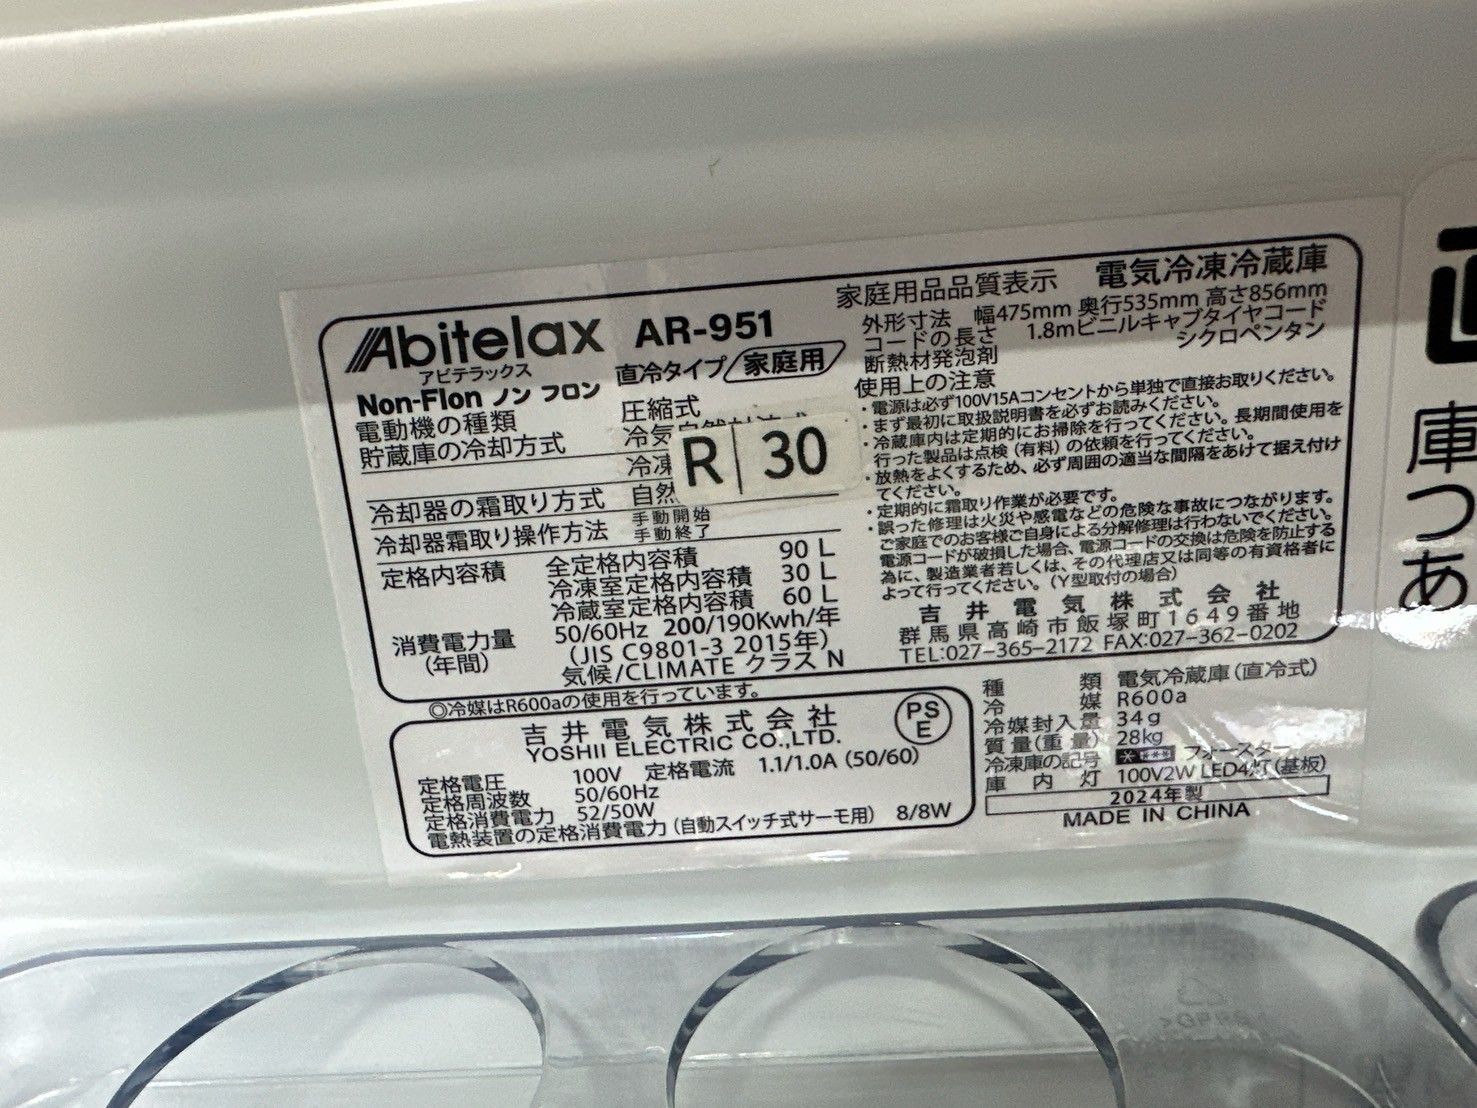 Abitelax AR-951
アビテラックス
直冷タイプ 家庭用
Non-Flon ノン フロン
電動機の種類 圧縮式
貯蔵庫の冷却方式 冷気自然対流式
冷凍
R 30
冷却器の霜取り方式 自然
冷却器霜取り操作方法 手動開始
手動終了
定格内容積 全定格内容積 90 L
冷凍室定格内容積 30 L
冷蔵室定格内容積 60 L
消費電力量 50/60Hz 200/190Kwh/年
(年間) (JIS C9801-3 2015年)
気候/CLIMATE クラス N
家庭用品品質表示 電気冷凍冷蔵庫
外形寸法 幅475mm 奥行535mm 高さ856mm
コードの長さ 1.8mビニルキャブタイヤコード
断熱材発泡剤 シクロペンタン
使用上の注意
・電源は必ず100V15Aコンセントから単独で直接お取りください。
・まず最初に取扱説明書を必ずお読みください。
・冷蔵庫内は定期的にお掃除を行ってください。長期間使用を
行った製品は点検(有料)の依頼を行ってください。
・放熱をよくするため、必ず周囲の適当な間隔をあけて据え付け
てください。
・定期的に霜取り作業が必要です。
・誤った修理は火災や感電などの危険な事故につながります。
ご家庭でのお客様ご自身による分解修理は行わないでください。
電源コードが破損した場合、電源コードの交換は危険を防止する
為に、製造業者若しくは、その代理店又は同等の有資格者に
よって行ってください。(Y型取付の場合)
吉井電気株式会社
群馬県高崎市飯塚町1649番地
TEL:027-365-2172 FAX:027-362-0202
◎冷媒はR600aの使用を行っています。
吉井電気株式会社
YOSHII ELECTRIC CO.,LTD.
PS
E
定格電圧 100V 定格電流 1.1/1.0A (50/60)
定格周波数 50/60Hz
定格消費電力 52/50W
電熱装置の定格消費電力(自動スイッチ式サーモ用) 8/8W
種類 電気冷蔵庫(直冷式)
冷媒 R600a
冷媒封入量 34g
質量(重量) 28kg
冷凍庫の記号 フォースター
庫内灯 100V2W LED4灯(基板)
2024年製
MADE IN CHINA
庫
つ
あ